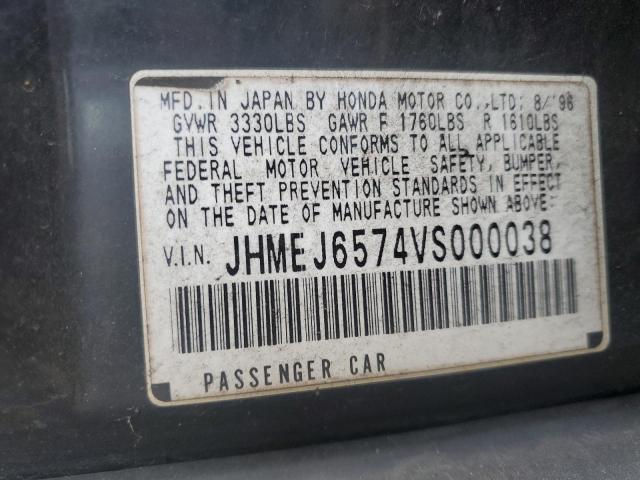 MFD. IN JAPAN BY HONDA MOTOR CO., LTD. 8/'96
GVWR 3330LBS GAWR F 1760LBS R 1610LBS
THIS VEHICLE CONFORMS TO ALL APPLICABLE
FEDERAL MOTOR VEHICLE SAFETY, BUMPER,
AND THEFT PREVENTION STANDARDS IN EFFECT
ON THE DATE OF MANUFACTURE SHOWN ABOVE.
V.I.N. JHMEJ6574VS000038
PASSENGER CAR